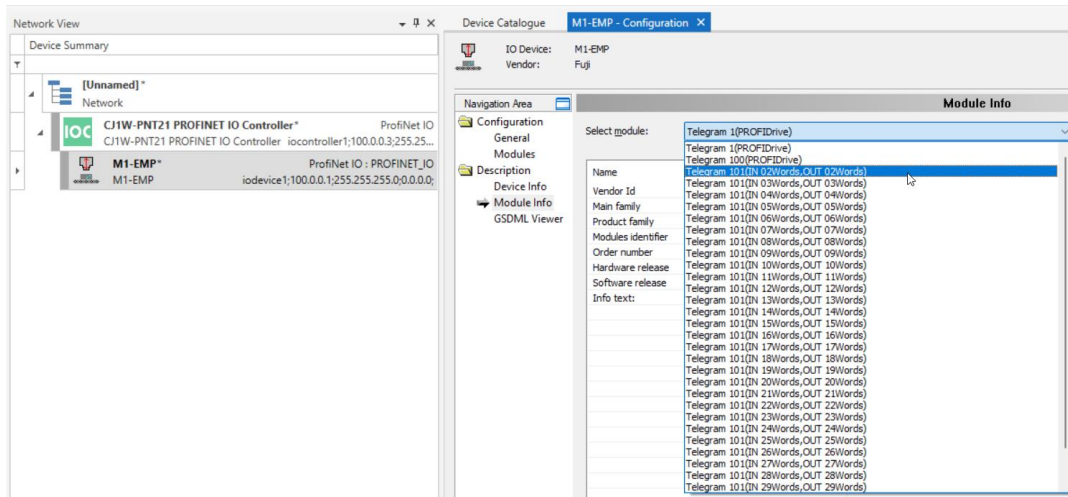 Network View
Device Summary
[Unnamed]*
Network
IOC
CJ1W-PNT21 PROFINET IO Controller* ProfiNet IO
CJ1W-PNT21 PROFINET IO Controller iocontroller1;100.0.0.3;255.25...
M1-EMP* ProfiNet IO : PROFINET_IO
M1-EMP iodevice1;100.0.0.1;255.255.255.0;0.0.0.0;
Device Catalogue M1-EMP - Configuration
IO Device: M1-EMP
Vendor: Fuji
Navigation Area
Configuration
General
Modules
Description
Device Info
Module Info
GSDML Viewer
Module Info
Select module: Telegram 1(PROFIDrive)
Name
Vendor Id
Main family
Product family
Modules identifier
Order number
Hardware release
Software release
Info text:
Telegram 1(PROFIDrive)
Telegram 100(PROFIDrive)
Telegram 101(IN 02Words,OUT 02Words)
Telegram 101(IN 03Words,OUT 03Words)
Telegram 101(IN 04Words,OUT 04Words)
Telegram 101(IN 05Words,OUT 05Words)
Telegram 101(IN 06Words,OUT 06Words)
Telegram 101(IN 07Words,OUT 07Words)
Telegram 101(IN 08Words,OUT 08Words)
Telegram 101(IN 09Words,OUT 09Words)
Telegram 101(IN 10Words,OUT 10Words)
Telegram 101(IN 11Words,OUT 11Words)
Telegram 101(IN 12Words,OUT 12Words)
Telegram 101(IN 13Words,OUT 13Words)
Telegram 101(IN 14Words,OUT 14Words)
Telegram 101(IN 15Words,OUT 15Words)
Telegram 101(IN 16Words,OUT 16Words)
Telegram 101(IN 17Words,OUT 17Words)
Telegram 101(IN 18Words,OUT 18Words)
Telegram 101(IN 19Words,OUT 19Words)
Telegram 101(IN 20Words,OUT 20Words)
Telegram 101(IN 21Words,OUT 21Words)
Telegram 101(IN 22Words,OUT 22Words)
Telegram 101(IN 23Words,OUT 23Words)
Telegram 101(IN 24Words,OUT 24Words)
Telegram 101(IN 25Words,OUT 25Words)
Telegram 101(IN 26Words,OUT 26Words)
Telegram 101(IN 27Words,OUT 27Words)
Telegram 101(IN 28Words,OUT 28Words)
Telegram 101(IN 29Words,OUT 29Words)